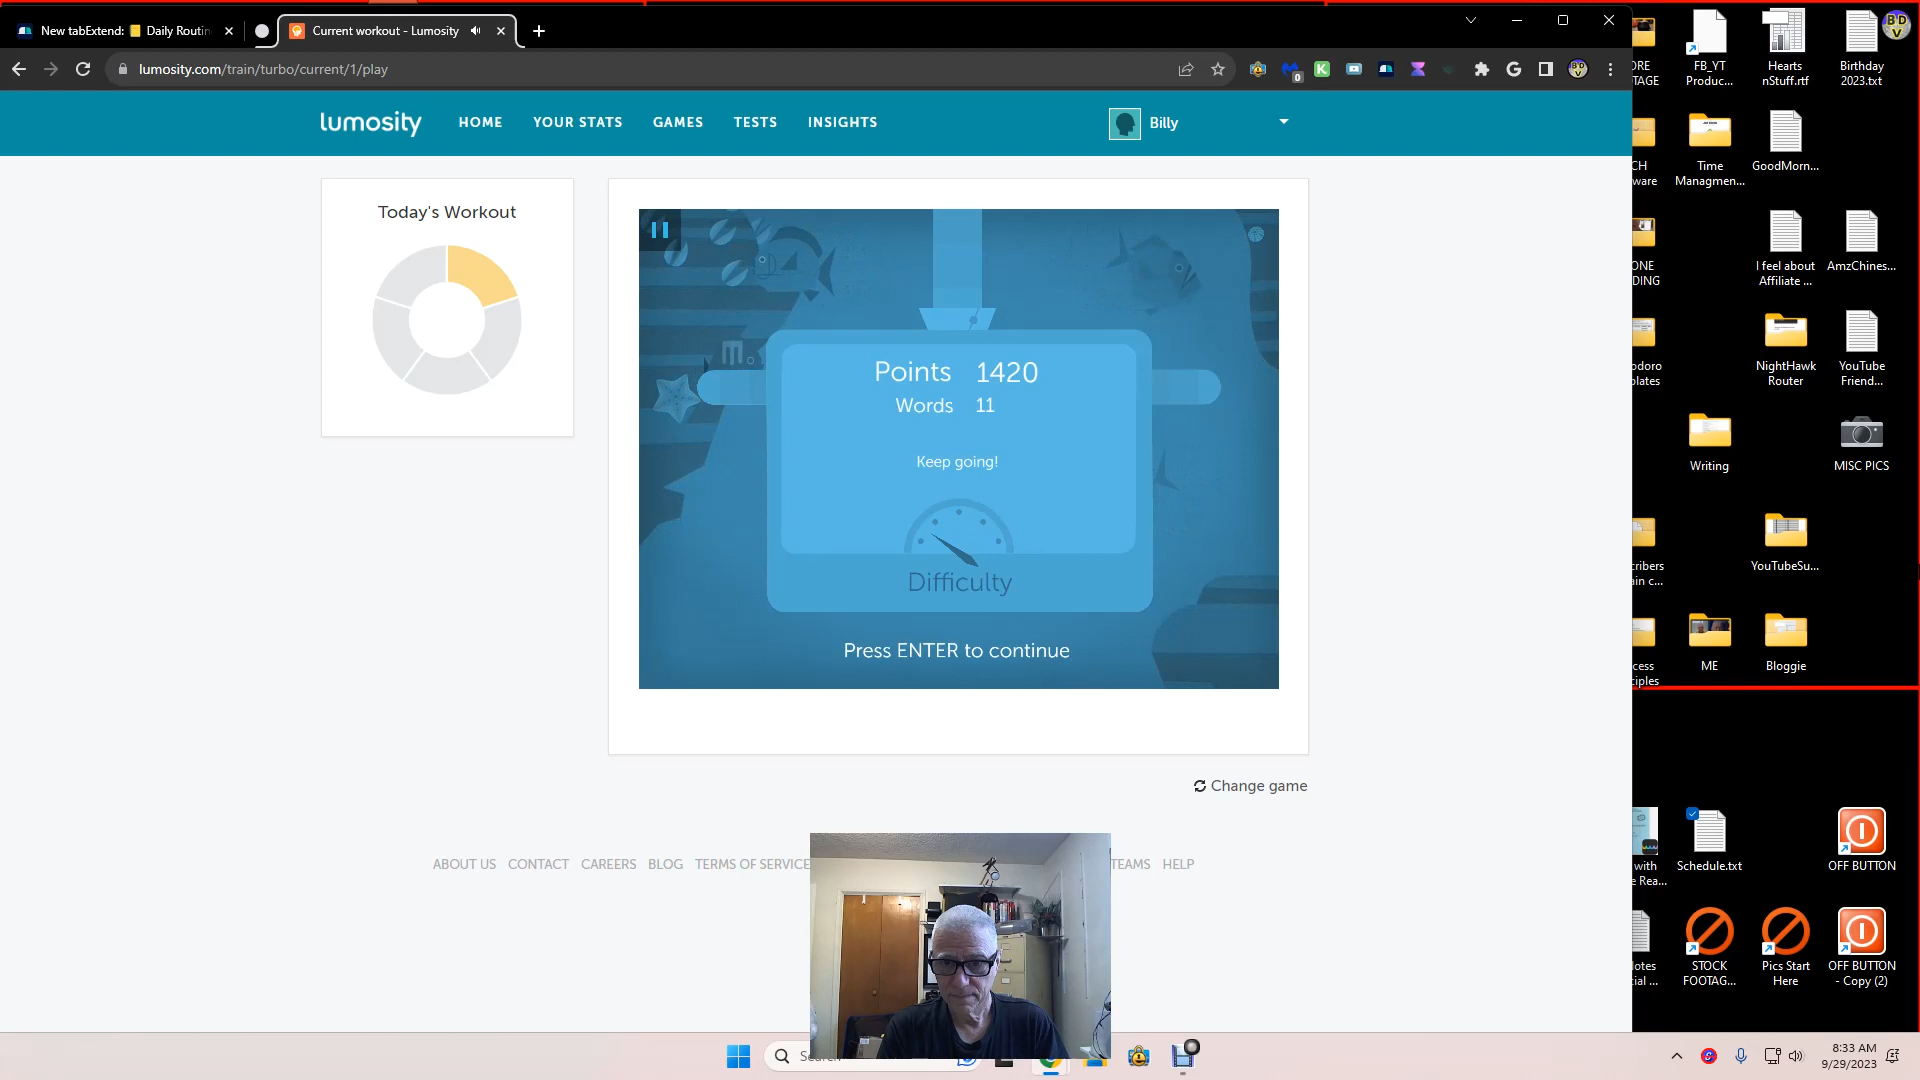 New tabExtend: Daily Routin
Current workout - Lumosity
lumosity.com/train/turbo/current/1/play
0
lumosity
HOME
YOUR STATS
GAMES
TESTS
INSIGHTS
Billy
Today's Workout
Points 1420
Words 11
Keep going!
Difficulty
Press ENTER to continue
Change game
ABOUT US
CONTACT
CAREERS
BLOG
TERMS OF SERVICE
TEAMS
HELP
FB_YT
Produc...
Hearts
nStuff.rtf
Birthday
2023.txt
BD
V
Time
Managmen...
GoodMorn...
I feel about
Affiliate ...
AmzChines...
NightHawk
Router
YouTube
Friend...
Writing
MISC PICS
YouTubeSu...
ME
Bloggie
Schedule.txt
OFF BUTTON
STOCK
FOOTAG...
Pics Start
Here
OFF BUTTON
- Copy (2)
8:33 AM
9/29/2023